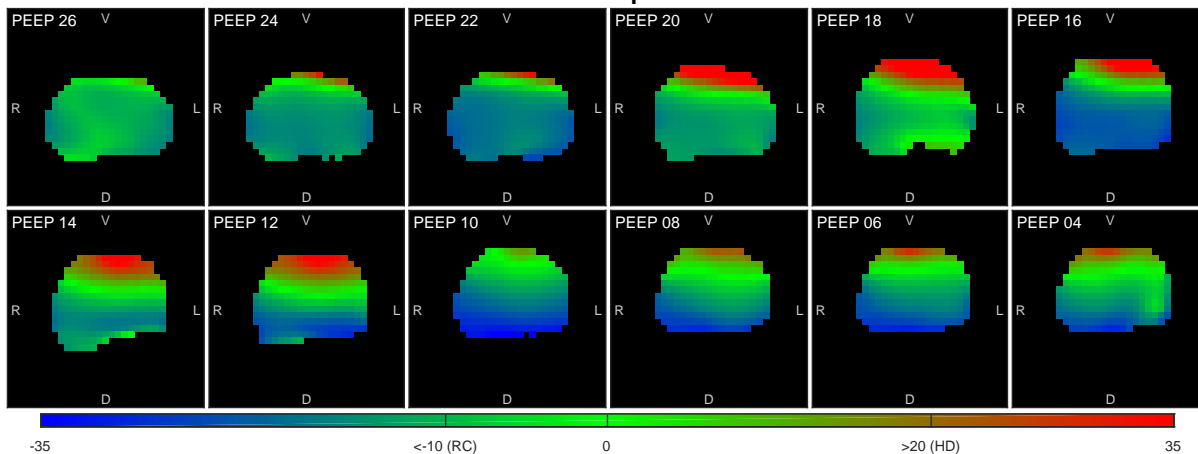 PEEP 26 V PEEP 24 V PEEP 22 V PEEP 20 V PEEP 18 V PEEP 16 V
R L R L R L R L R L R L
D D D D D D
PEEP 14 V PEEP 12 V PEEP 10 V PEEP 08 V PEEP 06 V PEEP 04 V
R L R L R L R L R L R L
D D D D D D
-35 <-10 (RC) 0 >20 (HD) 35